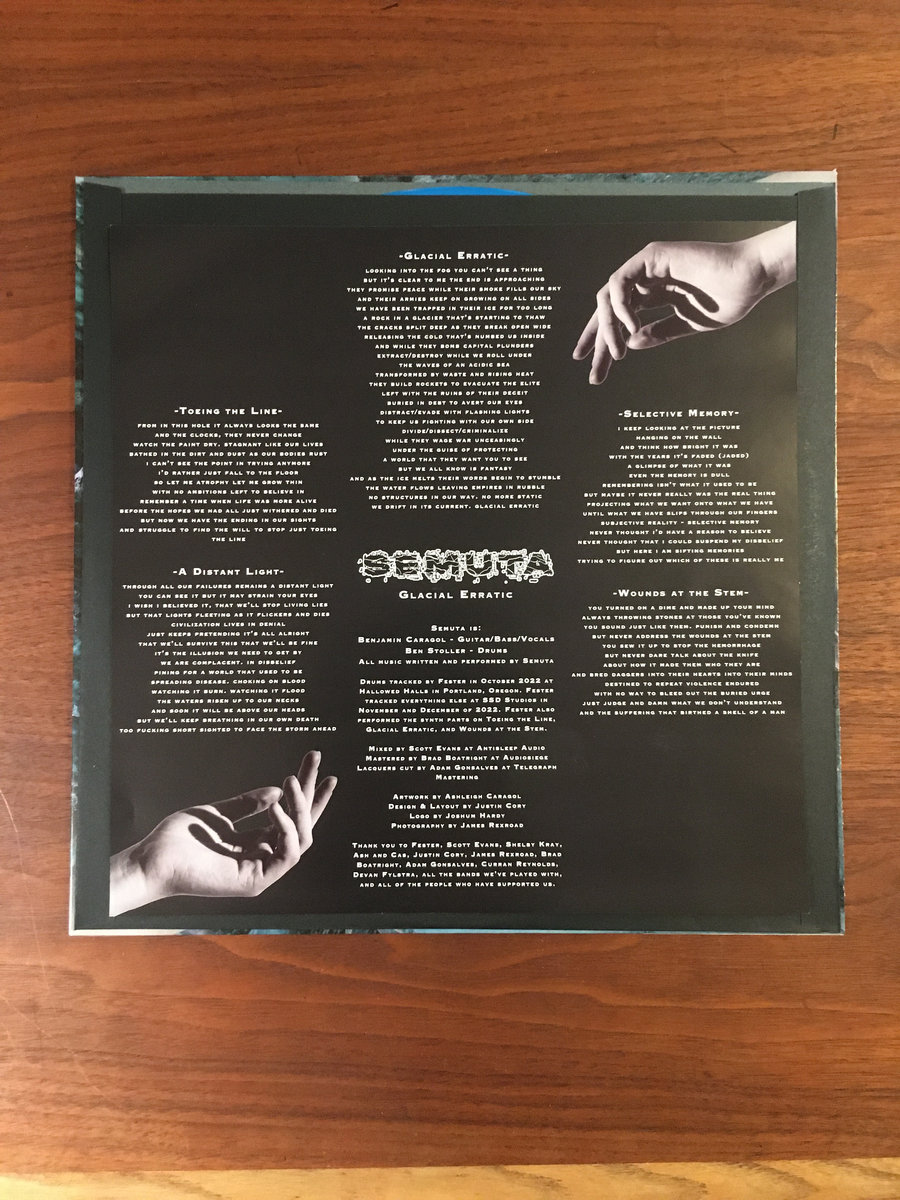 -Toeing the Line-
From in this hole it always looks the same
and the clocks, they never change
Watch the paint dry. Stagnant like our lives
Bathed in the dirt and dust as our bodies rust
I can't see the point in trying anymore
I'd rather just fall to the floor
So let me atrophy let me grow thin
With no ambitions left to believe in
Remember a time when life was more alive
Before the hopes we had all just withered and died
But now we have the ending in our sights
And struggle to find the will to stop just toeing
the line
-A Distant Light-
Through all our failures remains a distant light
You can see it but it may strain your eyes
I wish I believed it, that we'll stop living lies
But that lights fleeting as it flickers and dies
Civilization lives in denial
Just keeps pretending it's all alright
That we'll survive this that we'll be fine
It's the illusion we need to get by
We are complacent. In disbelief
Pining for a world that used to be
Spreading disease. Choking on blood
Watching it burn. Watching it flood
The waters risen up to our necks
And soon it will be above our heads
But we'll keep breathing in our own death
Too fucking short sighted to face the storm ahead
-Glacial Erratic-
Looking into the fog you can't see a thing
But it's clear to me the end is approaching
They promise peace while their smoke fills our sky
And their armies keep on growing on all sides
We have been trapped in their ice for too long
A rock in a glacier that's starting to thaw
The cracks split deep as they break open wide
Releasing the cold that's numbed us inside
And while they bomb capital plunders
Extract/destroy while we roll under
The waves of an acidic sea
Transformed by waste and rising heat
They build rockets to evacuate the elite
Left with the ruins of their deceit
Buried in debt to avert our eyes
Distract/evade with flashing lights
To keep us fighting with our own side
Divide/dissect/criminalize
While they wage war unceasingly
Under the guise of protecting
A world that they want you to see
But we all know is fantasy
And as the ice melts their words begin to stumble
The water flows leaving empires in rubble
No structures in our way. No more static
We drift in its current. Glacial erratic
SEMUTA
Glacial Erratic
Semuta is:
Benjamin Caragol - Guitar/Bass/Vocals
Ben Stoller - Drums
All music written and performed by Semuta
Drums tracked by Fester in October 2022 at
Hallowed Halls in Portland, Oregon. Fester
tracked everything else at SSD Studios in
November and December of 2022. Fester also
performed the synth parts on Toeing the Line,
Glacial Erratic, and Wounds at the Stem.
Mixed by Scott Evans at Antisleep Audio
Mastered by Brad Boatright at Audiosiege
Lacquers cut by Adam Gonsalves at Telegraph
Mastering
Artwork by Ashleigh Caragol
Design & Layout by Justin Cory
Logo by Joshum Hardy
Photography by James Rexroad
Thank you to Fester, Scott Evans, Shelby Kray,
Ash and Cas, Justin Cory, James Rexroad, Brad
Boatright, Adam Gonsalves, Curran Reynolds,
Devan Fylstra, all the bands we've played with,
and all of the people who have supported us.
-Selective Memory-
I keep looking at the picture
Hanging on the wall
And think how bright it was
With the years it's faded (jaded)
A glimpse of what it was
Even the memory is dull
Remembering isn't what it used to be
But maybe it never really was the real thing
Projecting what we want onto what we have
Until what we have slips through our fingers
Subjective reality - Selective memory
Never thought I'd have a reason to believe
Never thought that I could suspend my disbelief
But here I am sifting memories
Trying to figure out which of these is really me
-Wounds at the Stem-
You turned on a dime and made up your mind
Always throwing stones at those you've known
You sound just like them. Punish and condemn
But never address the wounds at the stem
You sew it up to stop the hemorrhage
But never dare talk about the knife
About how it made them who they are
And bred daggers into their hearts into their minds
Destined to repeat violence endured
With no way to bleed out the buried urge
Just judge and damn what we don't understand
And the suffering that birthed a shell of a man